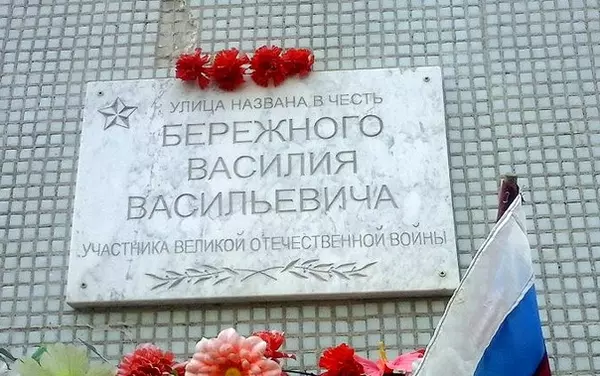 УЛИЦА НАЗВАНА В ЧЕСТЬ
БЕРЕЖНОГО
ВАСИЛИЯ
ВАСИЛЬЕВИЧА
УЧАСТНИКА ВЕЛИКОЙ ОТЕЧЕСТВЕННОЙ ВОЙНЫ